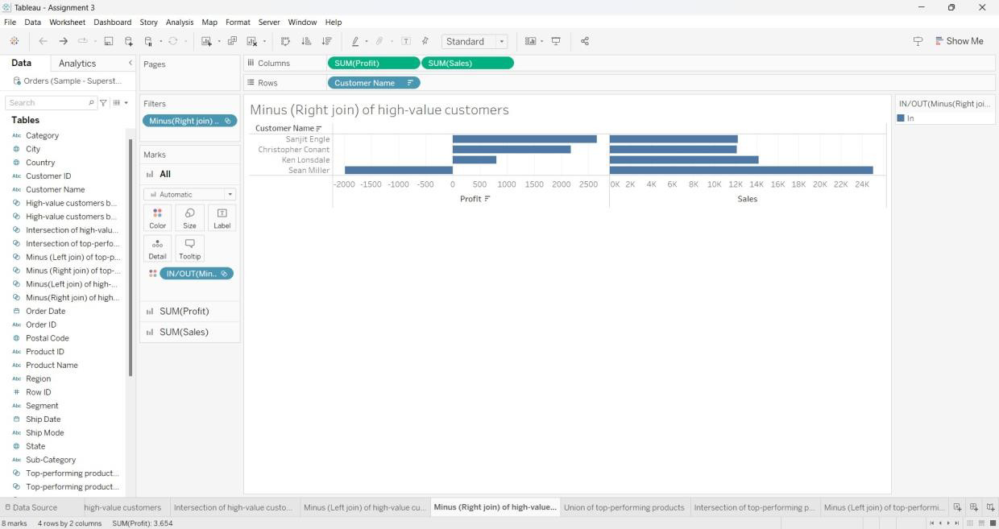 Tableau - Assignment 3
File Data Worksheet Dashboard Story Analysis Map Format Server Window Help
Standard
Show Me
Data Analytics
Orders (Sample - Superst...
Search
Tables
Abc Category
City
Country
Abc Customer ID
Abc Customer Name
High-value customers b...
High-value customers b...
Intersection of high-valu...
Intersection of top-perfo...
Minus (Left join) of top-p...
Minus (Right join) of top-...
Minus(Left join) of high-...
Minus(Right join) of high...
Order Date
Abc Order ID
Postal Code
Abc Product ID
Abc Product Name
Abc Region
# Row ID
Abc Segment
Ship Date
Abc Ship Mode
State
Abc Sub-Category
Top-performing product...
Top-performing product...
Pages
Filters
Minus(Right join) ..
Marks
All
Automatic
Color Size Label
Detail Tooltip
IN/OUT(Min..
SUM(Profit)
SUM(Sales)
Columns SUM(Profit) SUM(Sales)
Rows Customer Name
Minus (Right join) of high-value customers
Customer Name
Sanjit Engle
Christopher Conant
Ken Lonsdale
Sean Miller
-2000 -1500 -1000 -500 0 500 1000 1500 2000 2500 0K 2K 4K 6K 8K 10K 12K 14K 16K 18K 20K 22K 24K
Profit Sales
IN/OUT(Minus(Right joi...
In
Data Source high-value customers Intersection of high-value custo... Minus (Left join) of high-value cu... Minus (Right join) of high-value... Union of top-performing products Intersection of top-performing p... Minus (Left join) of top-performi...
8 marks 4 rows by 2 columns SUM(Profit): 3,654